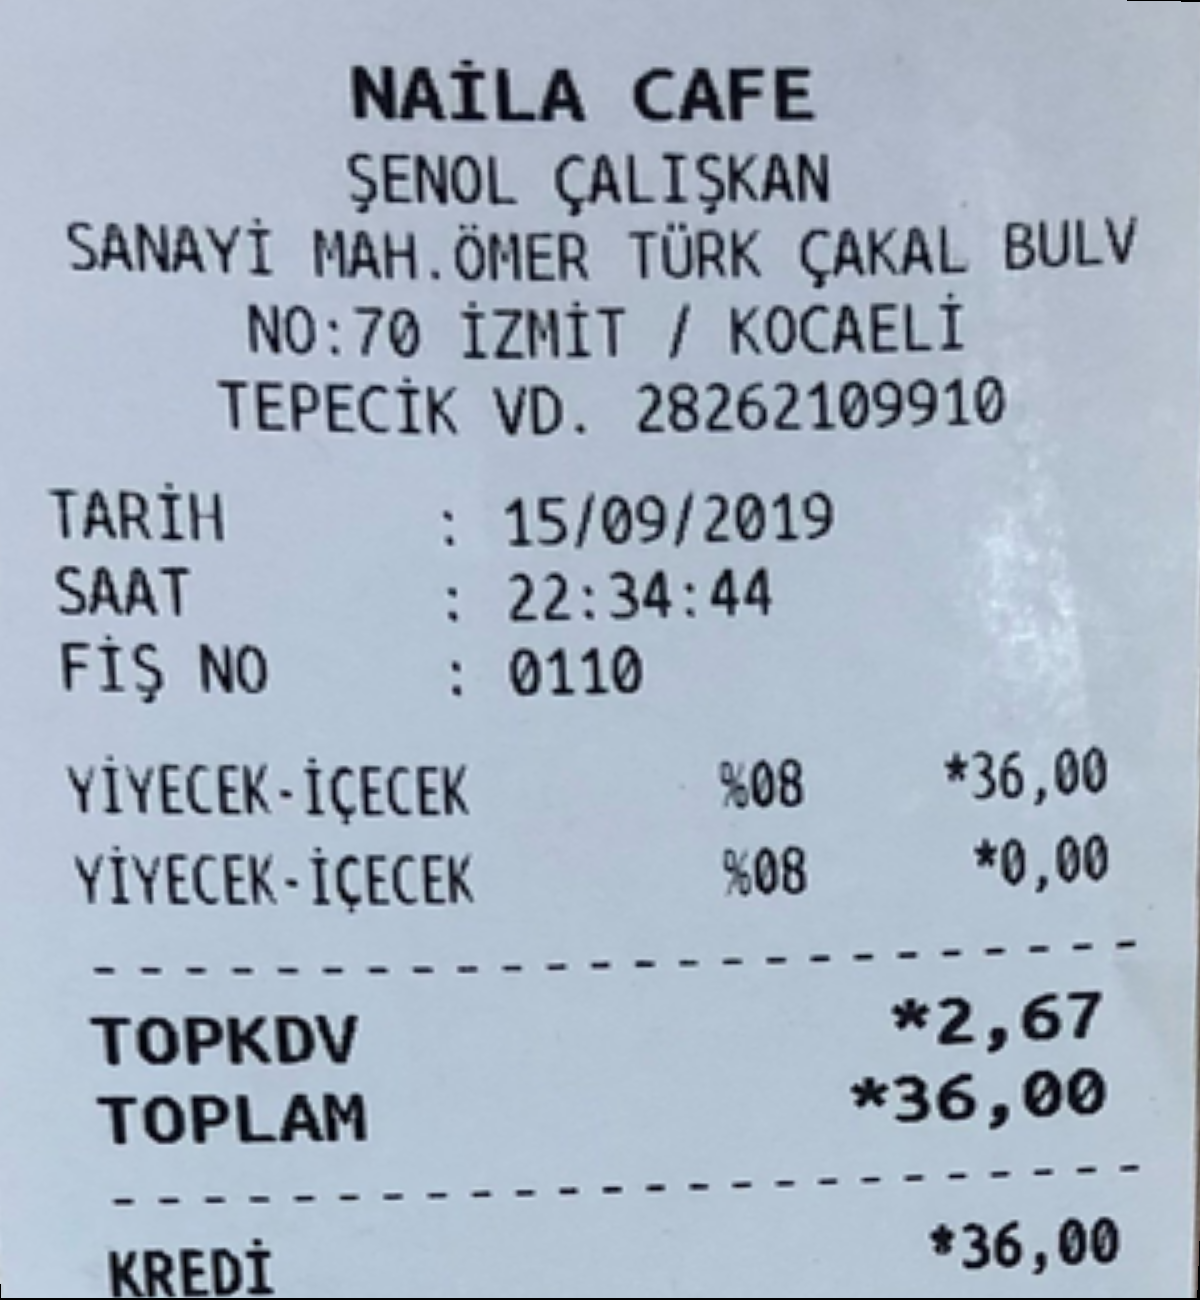 NAİLA CAFE
ŞENOL ÇALIŞKAN
SANAYİ MAH.ÖMER TÜRK ÇAKAL BULV
NO:70 İZMİT / KOCAELİ
TEPECİK VD. 28262109910
TARİH : 15/09/2019
SAAT : 22:34:44
FİŞ NO : 0110
YİYECEK-İÇECEK %08 *36,00
YİYECEK-İÇECEK %08 *0,00
TOPKDV *2,67
TOPLAM *36,00
KREDİ *36,00